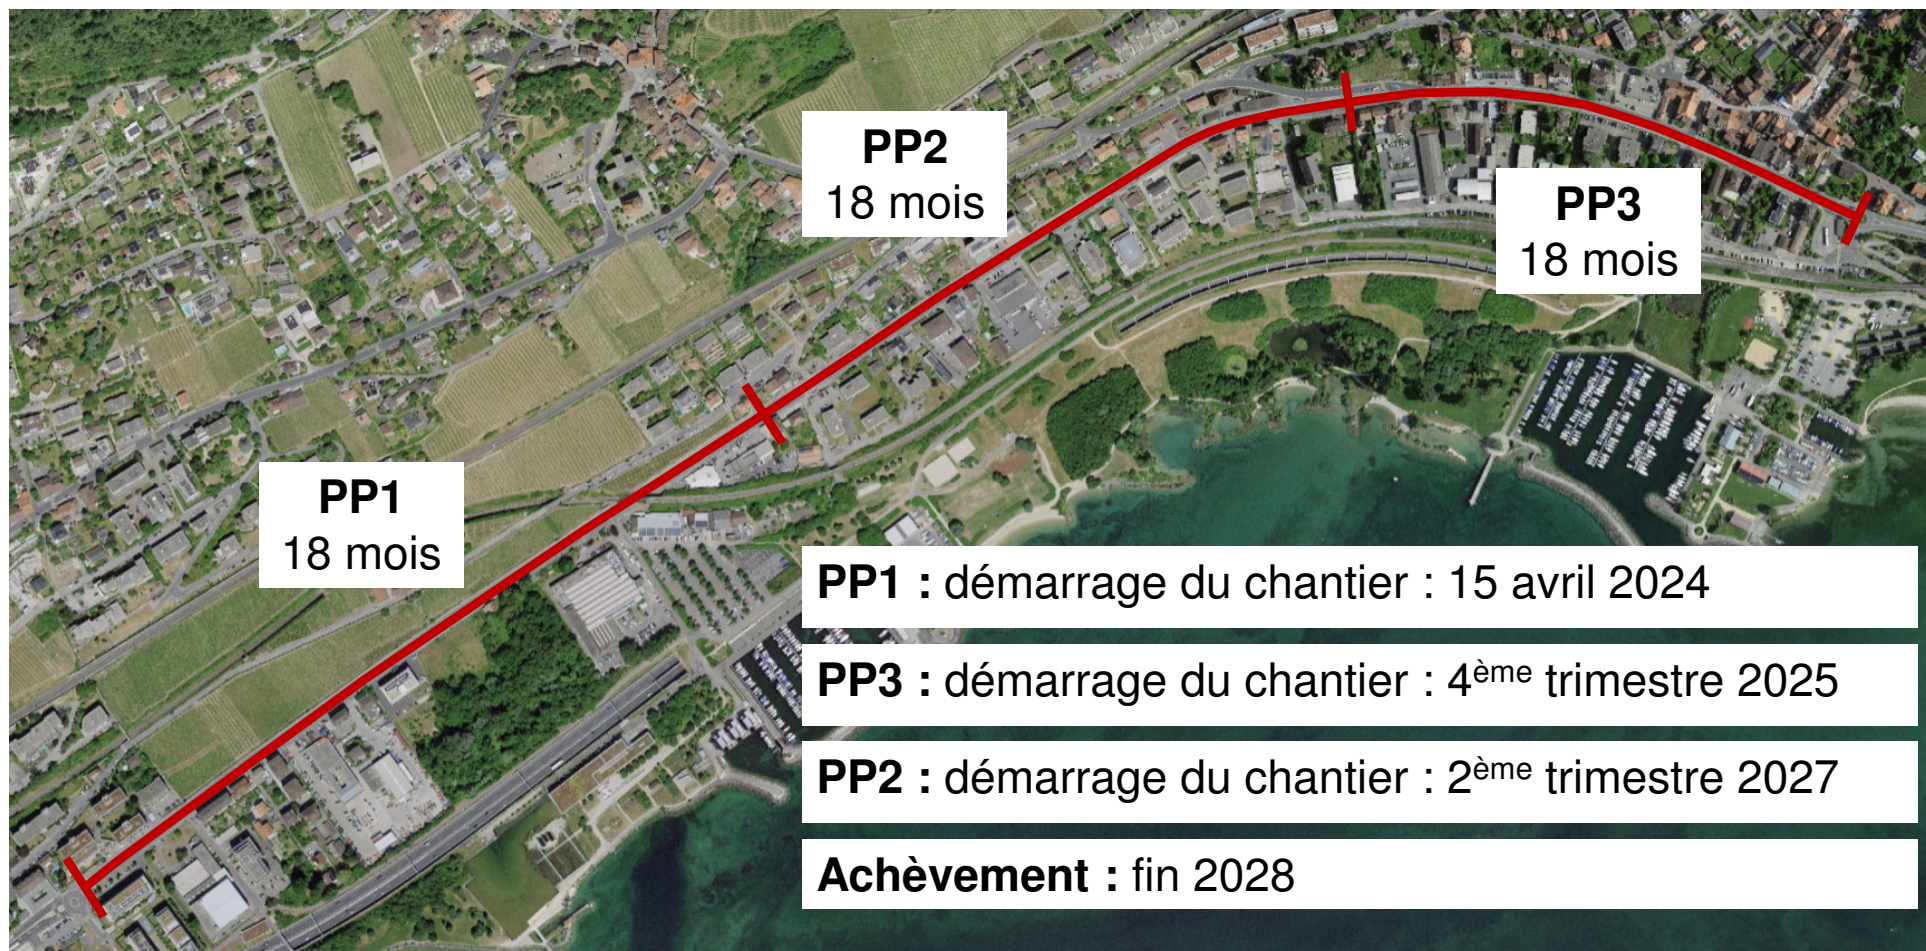 PP2
18 mois
PP3
18 mois
PP1
18 mois
PP1 : démarrage du chantier : 15 avril 2024
PP3 : démarrage du chantier : 4ème trimestre 2025
PP2 : démarrage du chantier : 2ème trimestre 2027
Achèvement : fin 2028